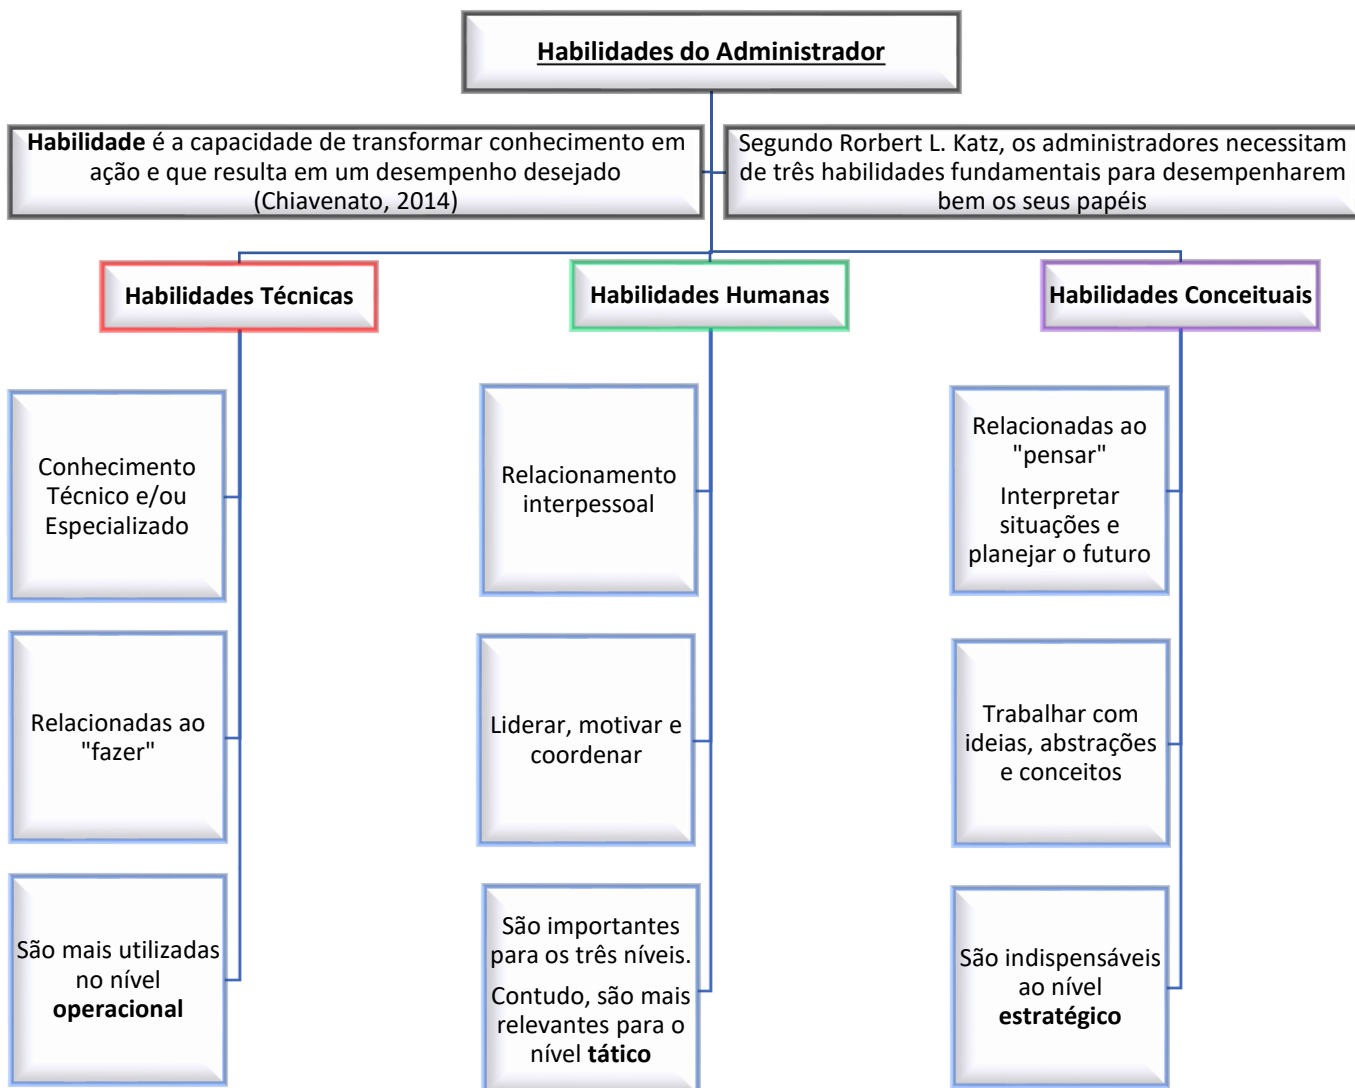 Habilidades do Administrador
Habilidade é a capacidade de transformar conhecimento em
ação e que resulta em um desempenho desejado
(Chiavenato, 2014)
Segundo Rorbert L. Katz, os administradores necessitam
de três habilidades fundamentais para desempenharem
bem os seus papéis
Habilidades Técnicas
Conhecimento
Técnico e/ou
Especializado
Relacionadas ao
"fazer"
São mais utilizadas
no nível
operacional
Habilidades Humanas
Relacionamento
interpessoal
Liderar, motivar e
coordenar
São importantes
para os três níveis.
Contudo, são mais
relevantes para o
nível tático
Habilidades Conceituais
Relacionadas ao
"pensar"
Interpretar
situações e
planejar o futuro
Trabalhar com
ideias, abstrações
e conceitos
São indispensáveis
ao nível
estratégico